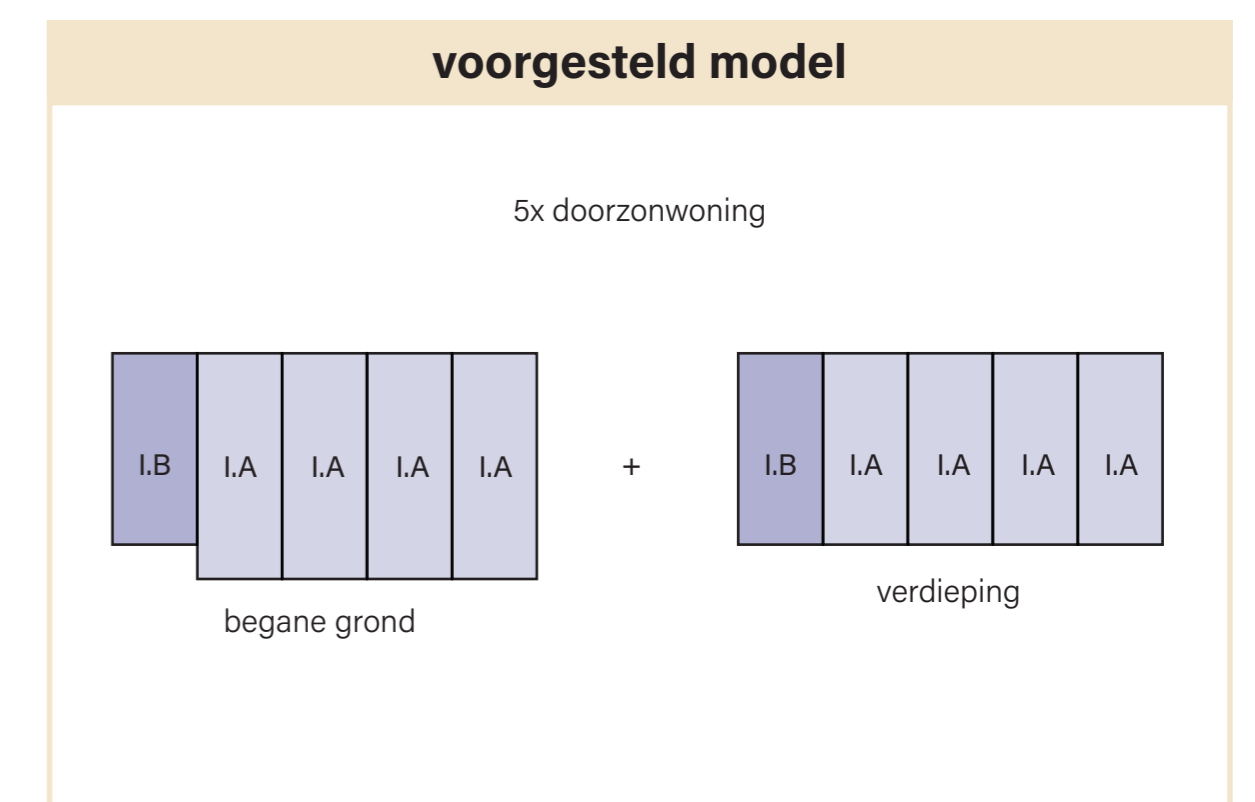 voorgesteld model
5x doorzonwoning
I.B I.A I.A I.A I.A + I.B I.A I.A I.A I.A
begane grond
verdieping